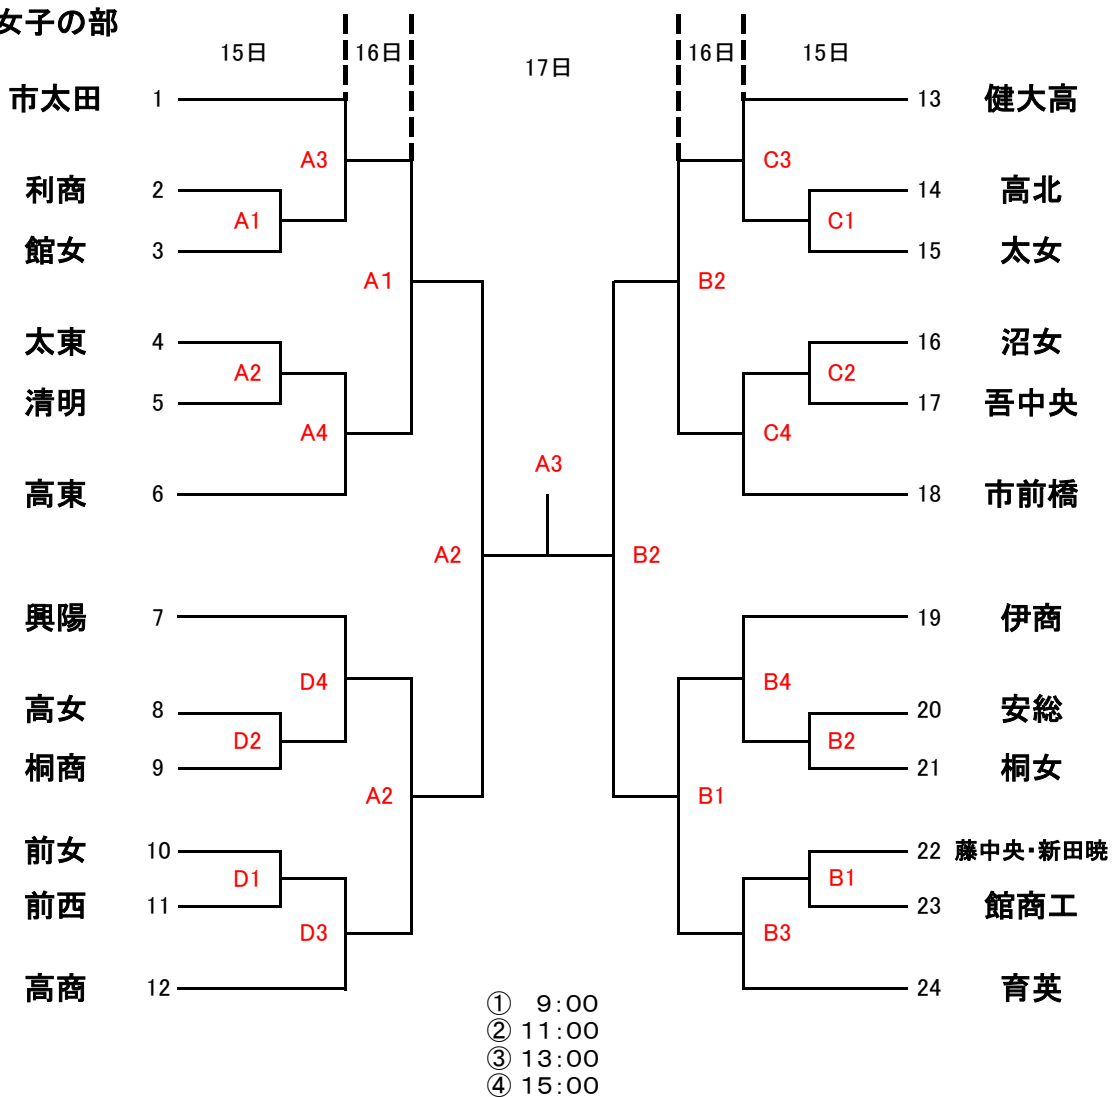 女子の部
15日 16日 17日 16日 15日
市太田 1 13 健大高
A3 C3
利商 2 14 高北
A1 C1
館女 3 15 太女
A1 B2
太東 4 16 沼女
A2 C2
清明 5 17 吾中央
A4 C4
A3
高東 6 18 市前橋
A2 B2
興陽 7 19 伊商
D4 B4
高女 8 20 安総
D2 B2
桐商 9 21 桐女
A2 B1
前女 10 22 藤中央・新田暁
D1 B1
前西 11 23 館商工
D3 B3
高商 12 24 育英
① 9:00
② 11:00
③ 13:00
④ 15:00